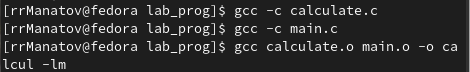 [rrManatov@fedora lab_prog]$ gcc -c calculate.c
[rrManatov@fedora lab_prog]$ gcc -c main.c
[rrManatov@fedora lab_prog]$ gcc calculate.o main.o -o ca
lcul -lm